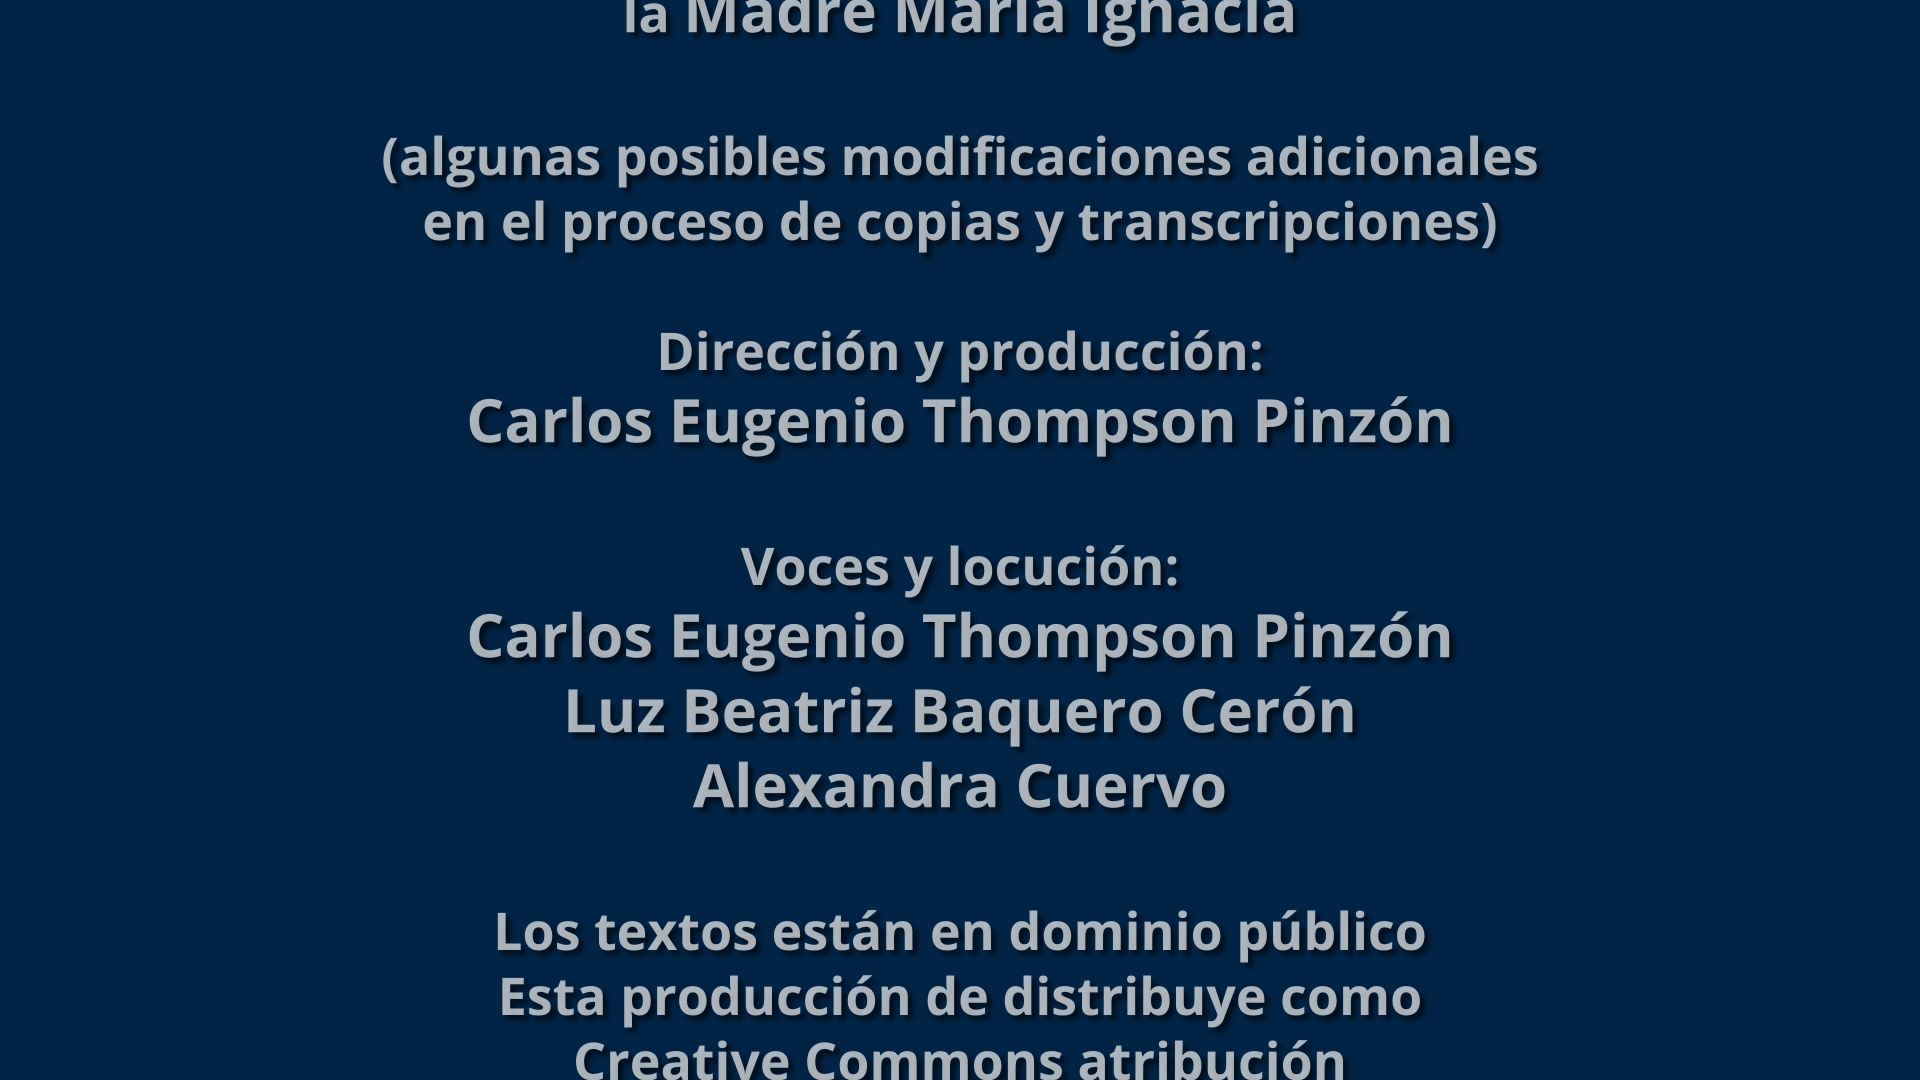 la Madre María Ignacia
(algunas posibles modificaciones adicionales
en el proceso de copias y transcripciones)
Dirección y producción:
Carlos Eugenio Thompson Pinzón
Voces y locución:
Carlos Eugenio Thompson Pinzón
Luz Beatriz Baquero Cerón
Alexandra Cuervo
Los textos están en dominio público
Esta producción de distribuye como
Creative Commons atribución